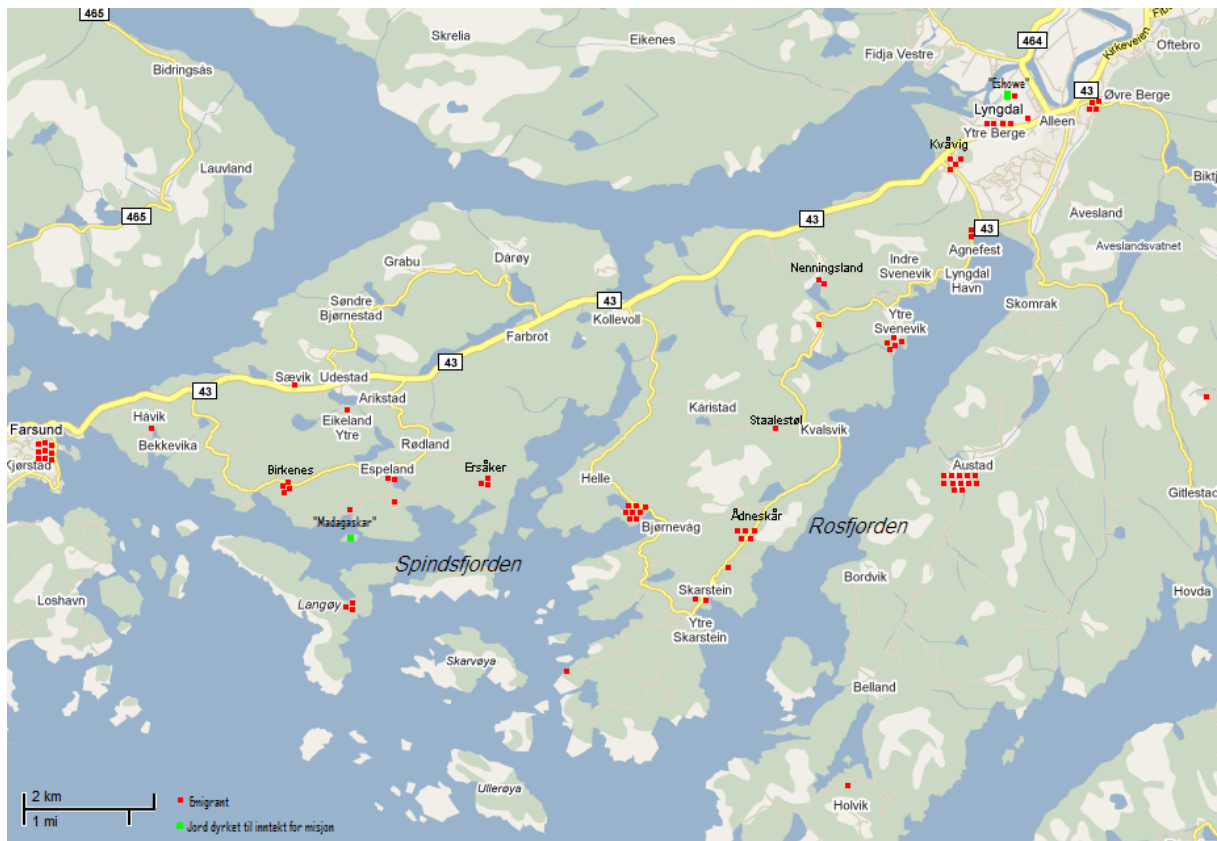 465
Skrelia
Eikenes
464
Kirkeveien
Oftebro
Bidringsås
Fidja Vestre
"Eshowe"
43
Øvre Berge
Lyngdal
Alleen
Ytre Berge
Kvåvig
Lauvland
465
43
43
Åvesland
Agnefest
Aveslandsvatnet
Dårøy
Grabu
Nenningsland
Indre
Svenevik
Lyngdal
Havn
Skomrak
Søndre
Bjørnestad
43
Kollevoll
Ytre
Svenevik
Farbrot
43
Sævik
Udestad
43
Arikstad
Håvik
Eikeland
Ytre
Kåristad
Staalestøl
Kvalsvik
Farsund
Bekkevika
Rødland
Kjørstad
Birkenes
Espeland
Ersåker
Helle
Austad
Gitlestad
"Madagaskar"
Bjørnevåg
Ådneskår
Rosfjorden
Spindsfjorden
Bordvik
Skarstein
Hovda
Loshavn
Langøy
Ytre
Skarstein
Skarvøya
Belland
Ullerøya
Holvik
2 km
1 mi
Emigrant
Jord dyrket til inntekt for misjon